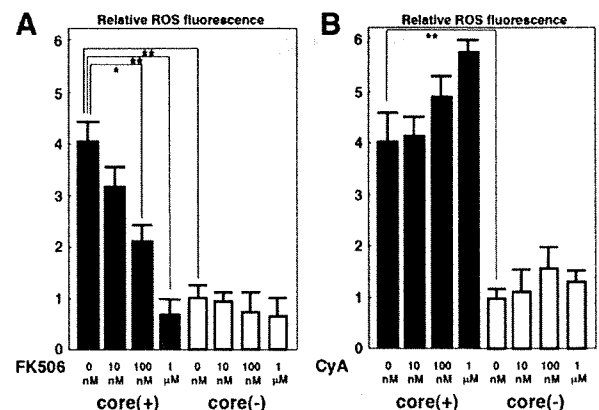 A
Relative ROS fluorescence
6
5
4
3
2
1
0
**
**
*
FK506
0 nM
10 nM
100 nM
1 μM
0 nM
10 nM
100 nM
1 μM
core(+)
core(-)
B
Relative ROS fluorescence
6
5
4
3
2
1
0
**
CyA
0 nM
10 nM
100 nM
1 μM
0 nM
10 nM
100 nM
1 μM
core(+)
core(-)